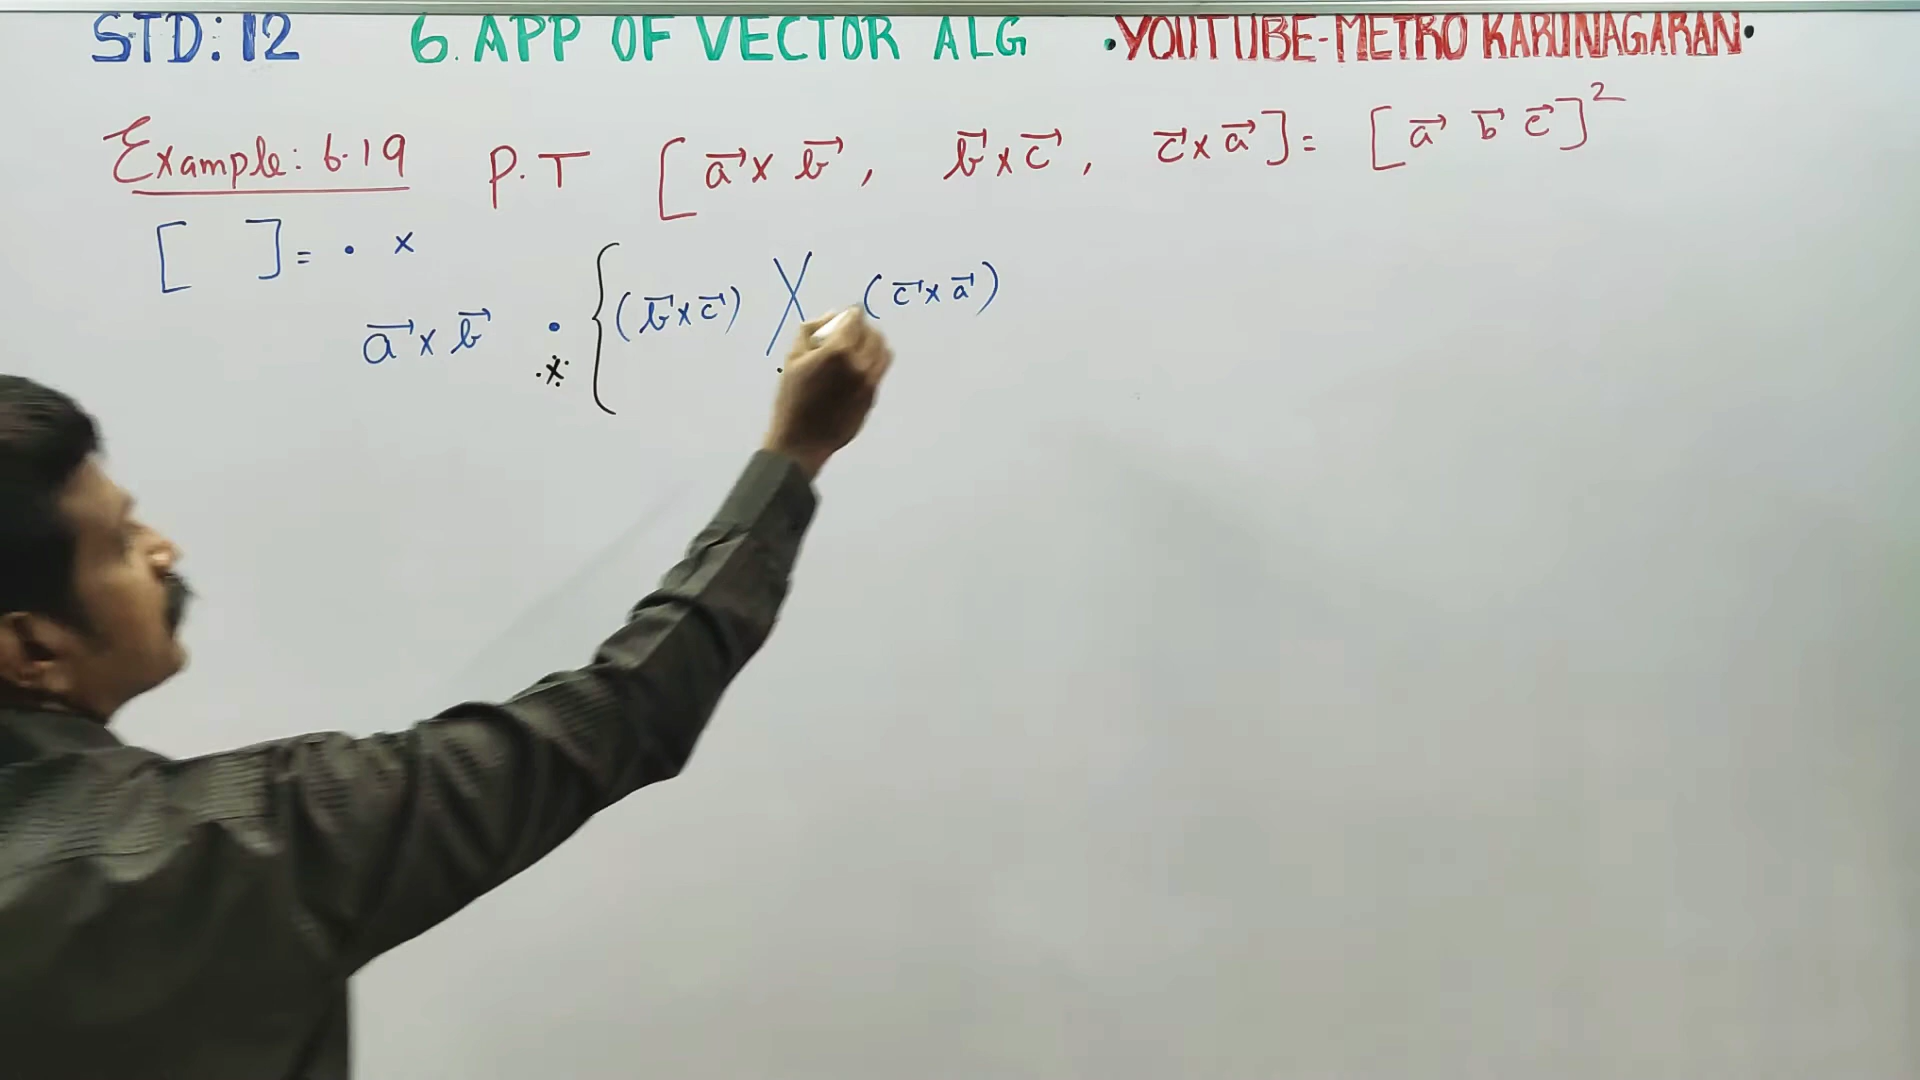 STD: 12 6. APP OF VECTOR ALG •YOUTUBE-METRO KARUNAGARAN•
Example: 6.19 P.T [a⃗ × b⃗, b⃗ × c⃗, c⃗ × a⃗] = [a⃗ b⃗ c⃗]²
[ ] = • ×
a⃗ × b⃗ • {(b⃗ × c⃗) × (c⃗ × a⃗)